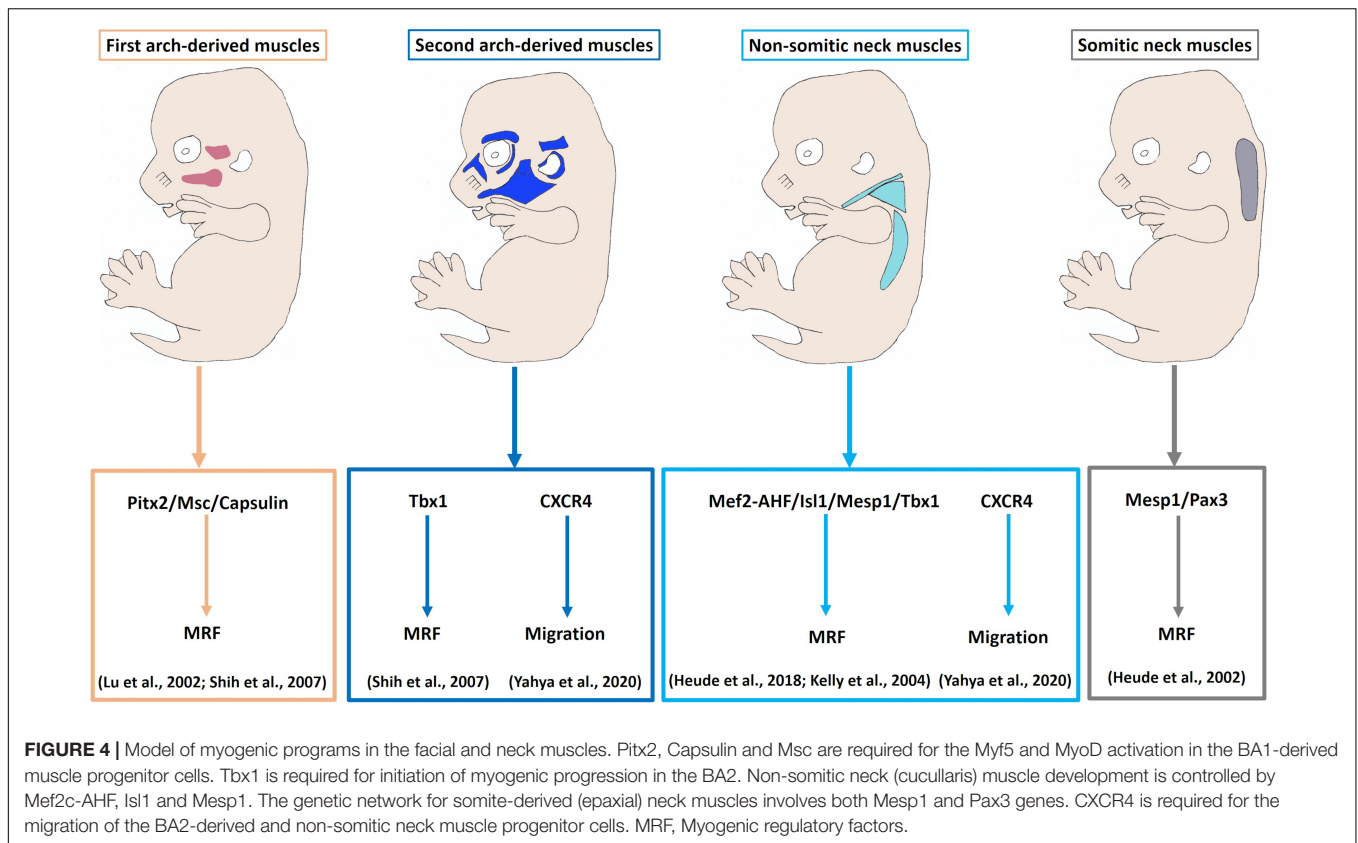 First arch-derived muscles
Second arch-derived muscles
Non-somitic neck muscles
Somitic neck muscles
Pitx2/Msc/Capsulin
MRF
(Lu et al., 2002; Shih et al., 2007)
Tbx1
CXCR4
MRF
Migration
(Shih et al., 2007)
(Yahya et al., 2020)
Mef2-AHF/Isl1/Mesp1/Tbx1
CXCR4
MRF
Migration
(Heude et al., 2018; Kelly et al., 2004)
(Yahya et al., 2020)
Mesp1/Pax3
MRF
(Heude et al., 2002)
FIGURE 4 | Model of myogenic programs in the facial and neck muscles. Pitx2, Capsulin and Msc are required for the Myf5 and MyoD activation in the BA1-derived
muscle progenitor cells. Tbx1 is required for initiation of myogenic progression in the BA2. Non-somitic neck (cucullaris) muscle development is controlled by
Mef2c-AHF, Isl1 and Mesp1. The genetic network for somite-derived (epaxial) neck muscles involves both Mesp1 and Pax3 genes. CXCR4 is required for the
migration of the BA2-derived and non-somitic neck muscle progenitor cells. MRF, Myogenic regulatory factors.